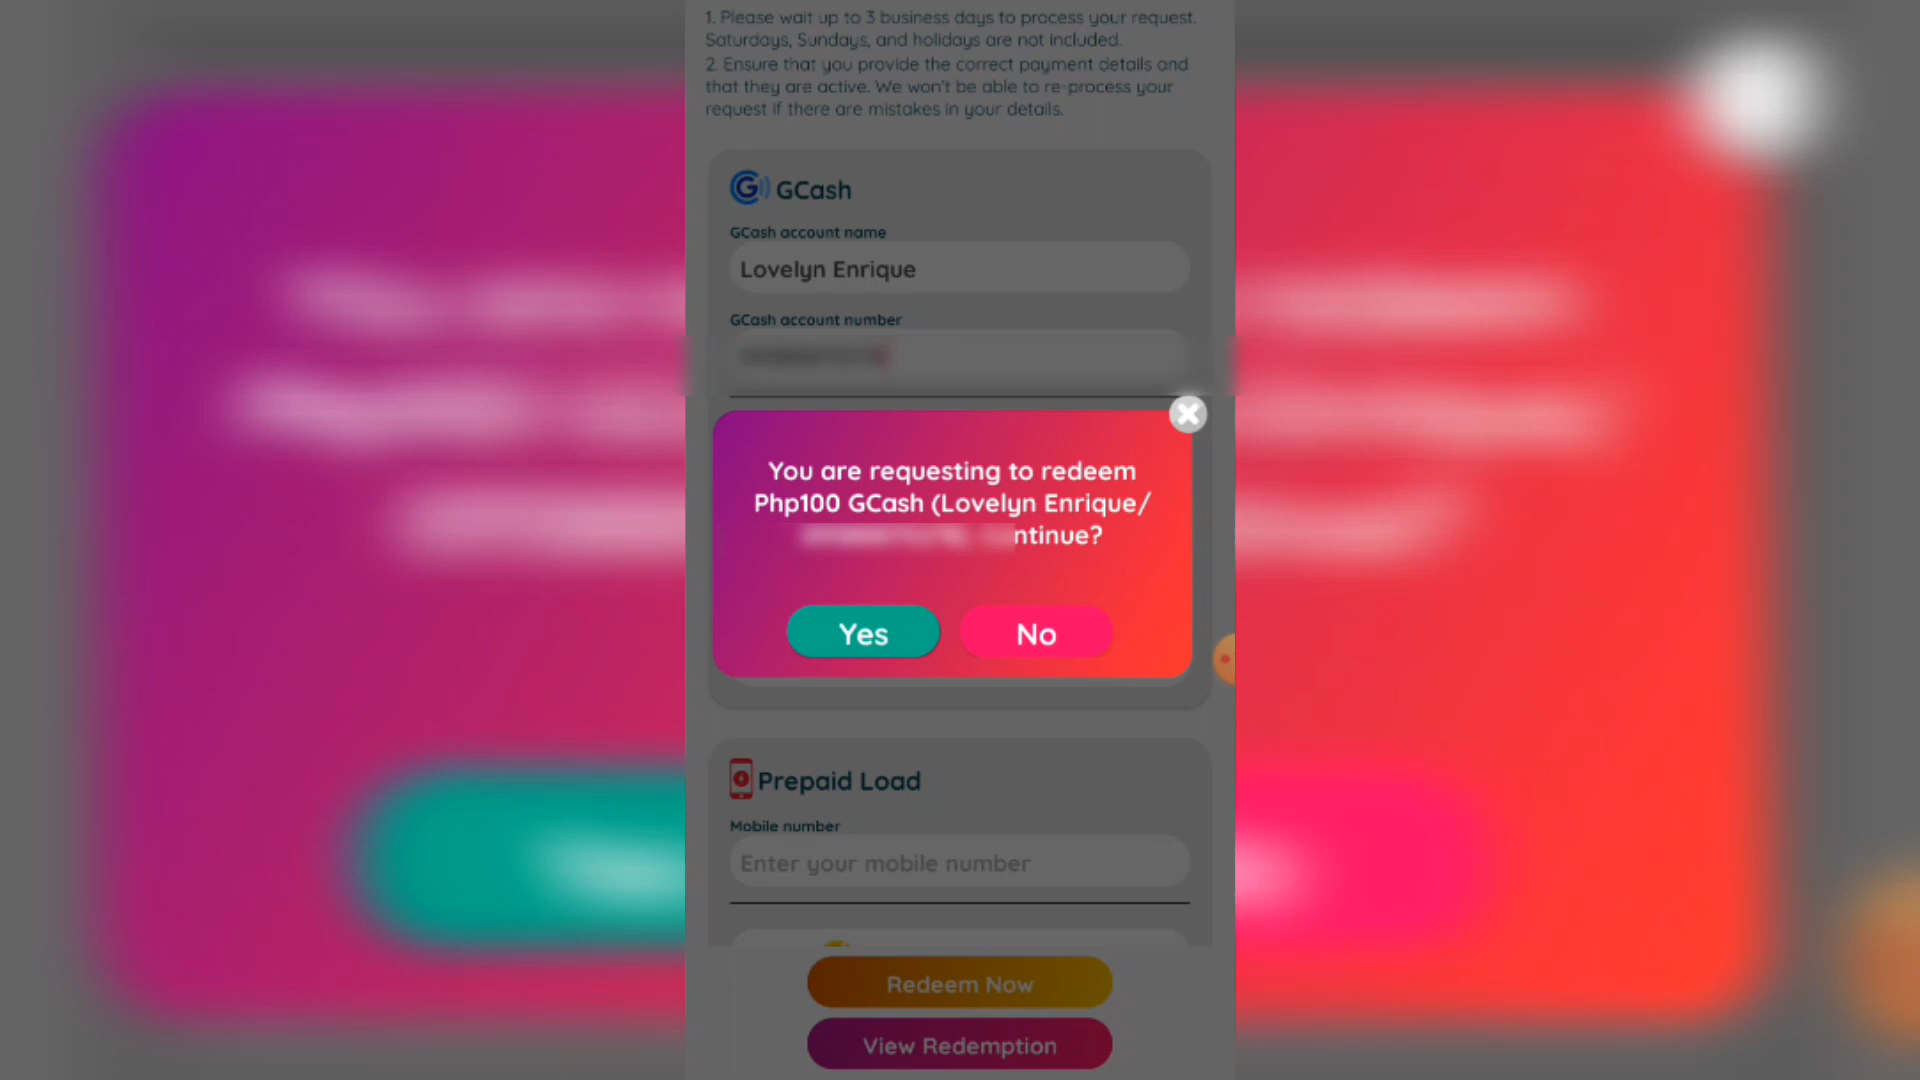 1. Please wait up to 3 business days to process your request.
Saturdays, Sundays, and holidays are not included.
2. Ensure that you provide the correct payment details and
that they are active. We won't be able to re-process your
request if there are mistakes in your details.
GCash
GCash account name
Lovelyn Enrique
GCash account number
You are requesting to redeem
Php100 GCash (Lovelyn Enrique/
ntinue?
Yes
No
Prepaid Load
Mobile number
Enter your mobile number
Redeem Now
View Redemption